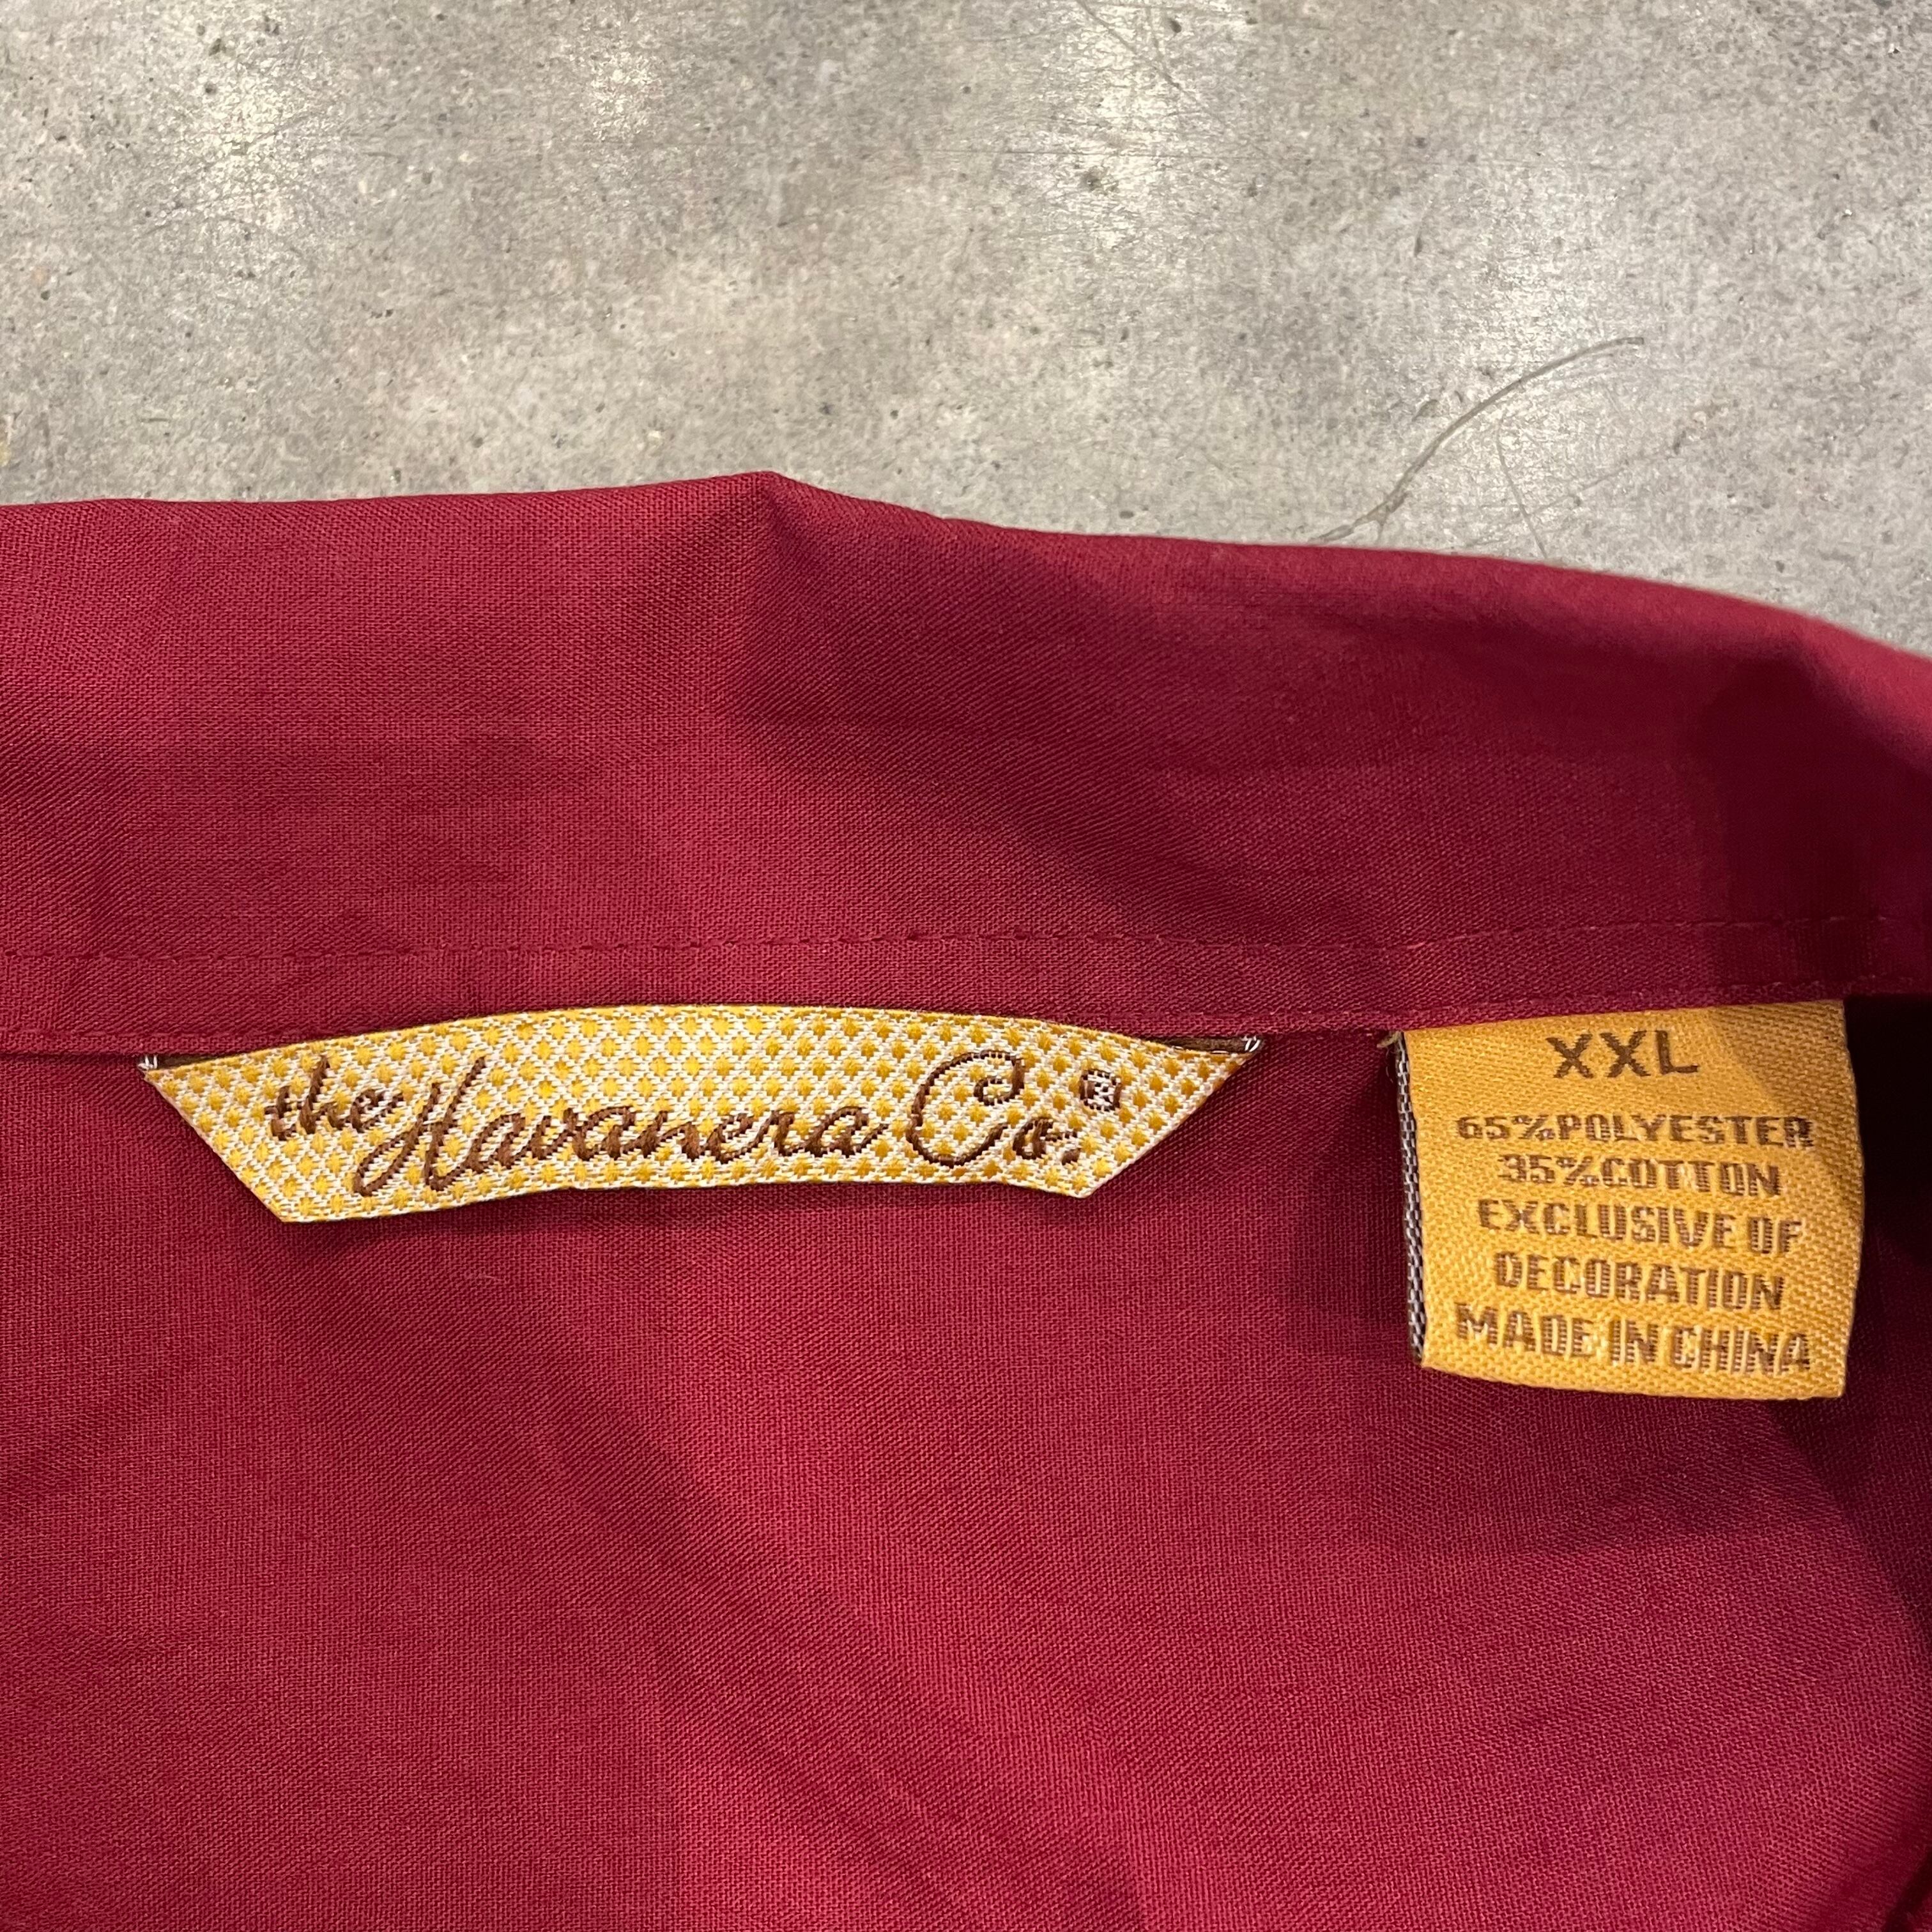 the Havanera Co.®
XXL
65%POLYESTER
35%COTTON
EXCLUSIVE OF
DECORATION
MADE IN CHINA